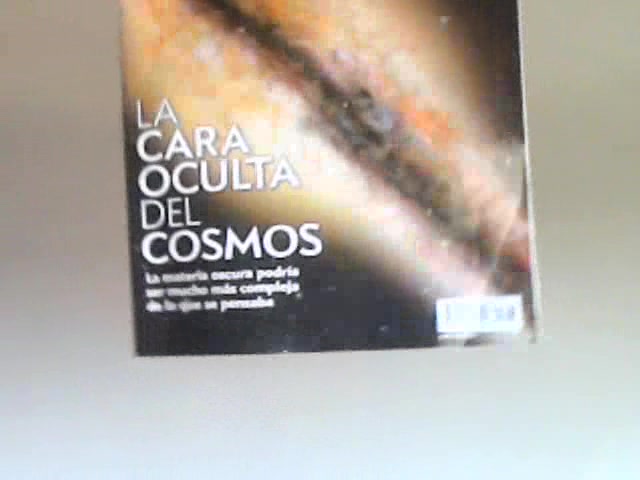 LA
CARA
OCULTA
DEL
COSMOS
La materia oscura podría
ser mucho más compleja
de lo que se pensaba